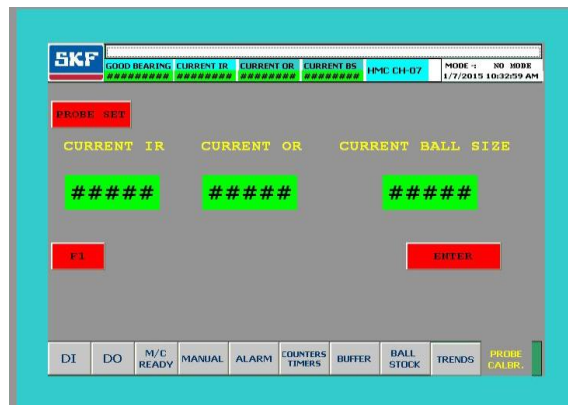 SKF
GOOD BEARING CURRENT IR CURRENT OR CURRENT BS HMC CH-07 MODE -: NO MODE
######### ######## ######## ######## 1/7/2015 10:32:59 AM
PROBE SET
CURRENT IR CURRENT OR CURRENT BALL SIZE
##### ##### #####
F1 ENTER
DI DO M/C READY MANUAL ALARM COUNTERS TIMERS BUFFER BALL STOCK TRENDS PROBE CALBR.